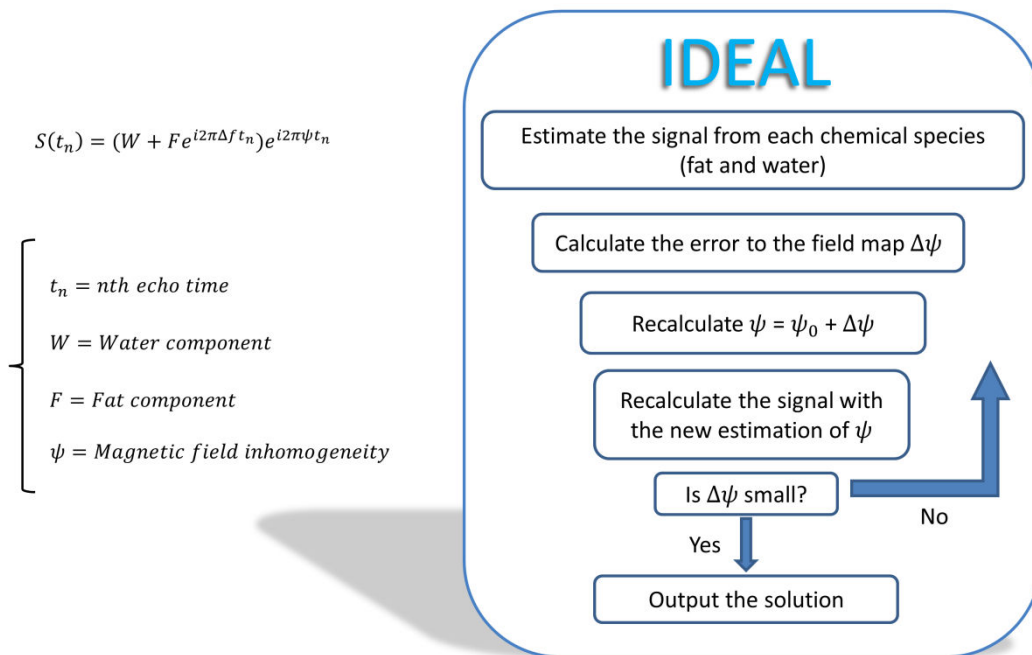 S(t_n) = (W + Fe^{i2πΔft_n})e^{i2πψt_n}
t_n = nth echo time
W = Water component
F = Fat component
ψ = Magnetic field inhomogeneity
IDEAL
Estimate the signal from each chemical species
(fat and water)
Calculate the error to the field map Δψ
Recalculate ψ = ψ_0 + Δψ
Recalculate the signal with
the new estimation of ψ
Is Δψ small?
No
Yes
Output the solution